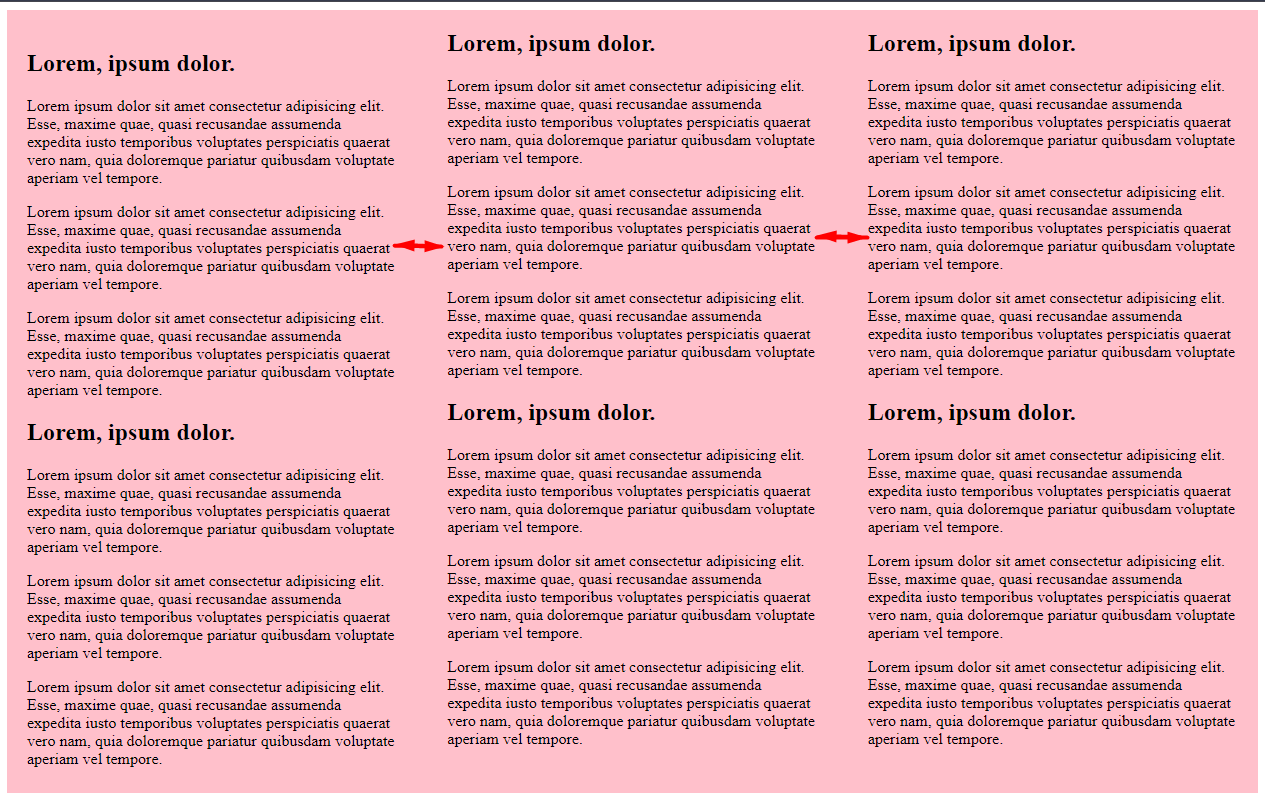 Lorem, ipsum dolor.
Lorem ipsum dolor sit amet consectetur adipisicing elit.
Esse, maxime quae, quasi recusandae assumenda
expedita iusto temporibus voluptates perspiciatis quaerat
vero nam, quia doloremque pariatur quibusdam voluptate
aperiam vel tempore.
Lorem ipsum dolor sit amet consectetur adipisicing elit.
Esse, maxime quae, quasi recusandae assumenda
expedita iusto temporibus voluptates perspiciatis quaerat
vero nam, quia doloremque pariatur quibusdam voluptate
aperiam vel tempore.
Lorem ipsum dolor sit amet consectetur adipisicing elit.
Esse, maxime quae, quasi recusandae assumenda
expedita iusto temporibus voluptates perspiciatis quaerat
vero nam, quia doloremque pariatur quibusdam voluptate
aperiam vel tempore.
Lorem, ipsum dolor.
Lorem ipsum dolor sit amet consectetur adipisicing elit.
Esse, maxime quae, quasi recusandae assumenda
expedita iusto temporibus voluptates perspiciatis quaerat
vero nam, quia doloremque pariatur quibusdam voluptate
aperiam vel tempore.
Lorem ipsum dolor sit amet consectetur adipisicing elit.
Esse, maxime quae, quasi recusandae assumenda
expedita iusto temporibus voluptates perspiciatis quaerat
vero nam, quia doloremque pariatur quibusdam voluptate
aperiam vel tempore.
Lorem ipsum dolor sit amet consectetur adipisicing elit.
Esse, maxime quae, quasi recusandae assumenda
expedita iusto temporibus voluptates perspiciatis quaerat
vero nam, quia doloremque pariatur quibusdam voluptate
aperiam vel tempore.
Lorem, ipsum dolor.
Lorem ipsum dolor sit amet consectetur adipisicing elit.
Esse, maxime quae, quasi recusandae assumenda
expedita iusto temporibus voluptates perspiciatis quaerat
vero nam, quia doloremque pariatur quibusdam voluptate
aperiam vel tempore.
Lorem ipsum dolor sit amet consectetur adipisicing elit.
Esse, maxime quae, quasi recusandae assumenda
expedita iusto temporibus voluptates perspiciatis quaerat
vero nam, quia doloremque pariatur quibusdam voluptate
aperiam vel tempore.
Lorem ipsum dolor sit amet consectetur adipisicing elit.
Esse, maxime quae, quasi recusandae assumenda
expedita iusto temporibus voluptates perspiciatis quaerat
vero nam, quia doloremque pariatur quibusdam voluptate
aperiam vel tempore.
Lorem, ipsum dolor.
Lorem ipsum dolor sit amet consectetur adipisicing elit.
Esse, maxime quae, quasi recusandae assumenda
expedita iusto temporibus voluptates perspiciatis quaerat
vero nam, quia doloremque pariatur quibusdam voluptate
aperiam vel tempore.
Lorem ipsum dolor sit amet consectetur adipisicing elit.
Esse, maxime quae, quasi recusandae assumenda
expedita iusto temporibus voluptates perspiciatis quaerat
vero nam, quia doloremque pariatur quibusdam voluptate
aperiam vel tempore.
Lorem ipsum dolor sit amet consectetur adipisicing elit.
Esse, maxime quae, quasi recusandae assumenda
expedita iusto temporibus voluptates perspiciatis quaerat
vero nam, quia doloremque pariatur quibusdam voluptate
aperiam vel tempore.
Lorem, ipsum dolor.
Lorem ipsum dolor sit amet consectetur adipisicing elit.
Esse, maxime quae, quasi recusandae assumenda
expedita iusto temporibus voluptates perspiciatis quaerat
vero nam, quia doloremque pariatur quibusdam voluptate
aperiam vel tempore.
Lorem ipsum dolor sit amet consectetur adipisicing elit.
Esse, maxime quae, quasi recusandae assumenda
expedita iusto temporibus voluptates perspiciatis quaerat
vero nam, quia doloremque pariatur quibusdam voluptate
aperiam vel tempore.
Lorem ipsum dolor sit amet consectetur adipisicing elit.
Esse, maxime quae, quasi recusandae assumenda
expedita iusto temporibus voluptates perspiciatis quaerat
vero nam, quia doloremque pariatur quibusdam voluptate
aperiam vel tempore.
Lorem, ipsum dolor.
Lorem ipsum dolor sit amet consectetur adipisicing elit.
Esse, maxime quae, quasi recusandae assumenda
expedita iusto temporibus voluptates perspiciatis quaerat
vero nam, quia doloremque pariatur quibusdam voluptate
aperiam vel tempore.
Lorem ipsum dolor sit amet consectetur adipisicing elit.
Esse, maxime quae, quasi recusandae assumenda
expedita iusto temporibus voluptates perspiciatis quaerat
vero nam, quia doloremque pariatur quibusdam voluptate
aperiam vel tempore.
Lorem ipsum dolor sit amet consectetur adipisicing elit.
Esse, maxime quae, quasi recusandae assumenda
expedita iusto temporibus voluptates perspiciatis quaerat
vero nam, quia doloremque pariatur quibusdam voluptate
aperiam vel tempore.